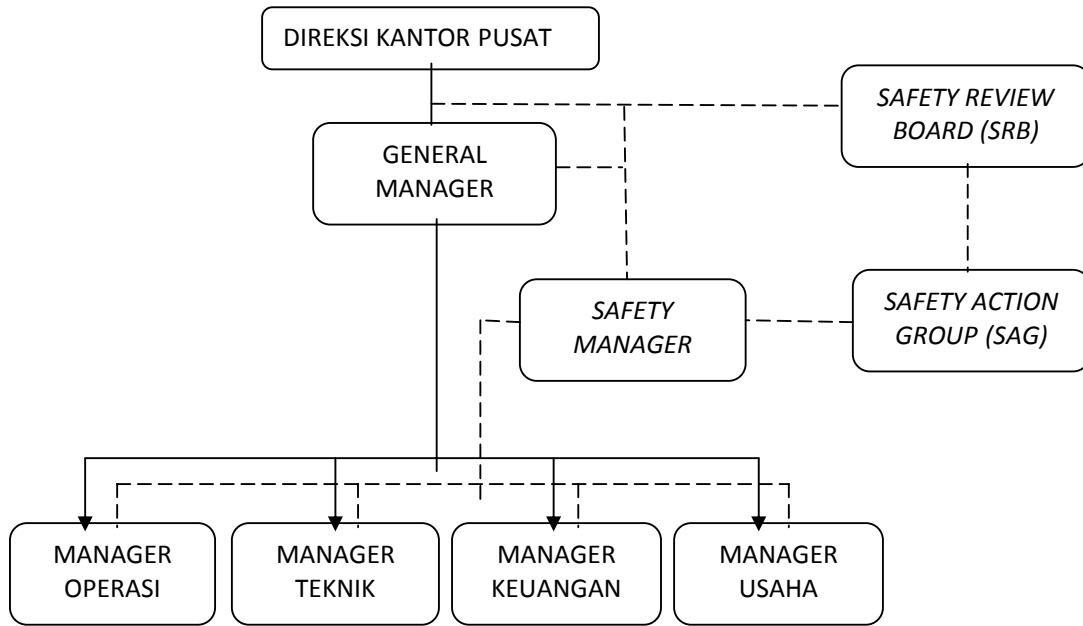 DIREKSI KANTOR PUSAT
SAFETY REVIEW
BOARD (SRB)
GENERAL
MANAGER
SAFETY
MANAGER
SAFETY ACTION
GROUP (SAG)
MANAGER
OPERASI
MANAGER
TEKNIK
MANAGER
KEUANGAN
MANAGER
USAHA